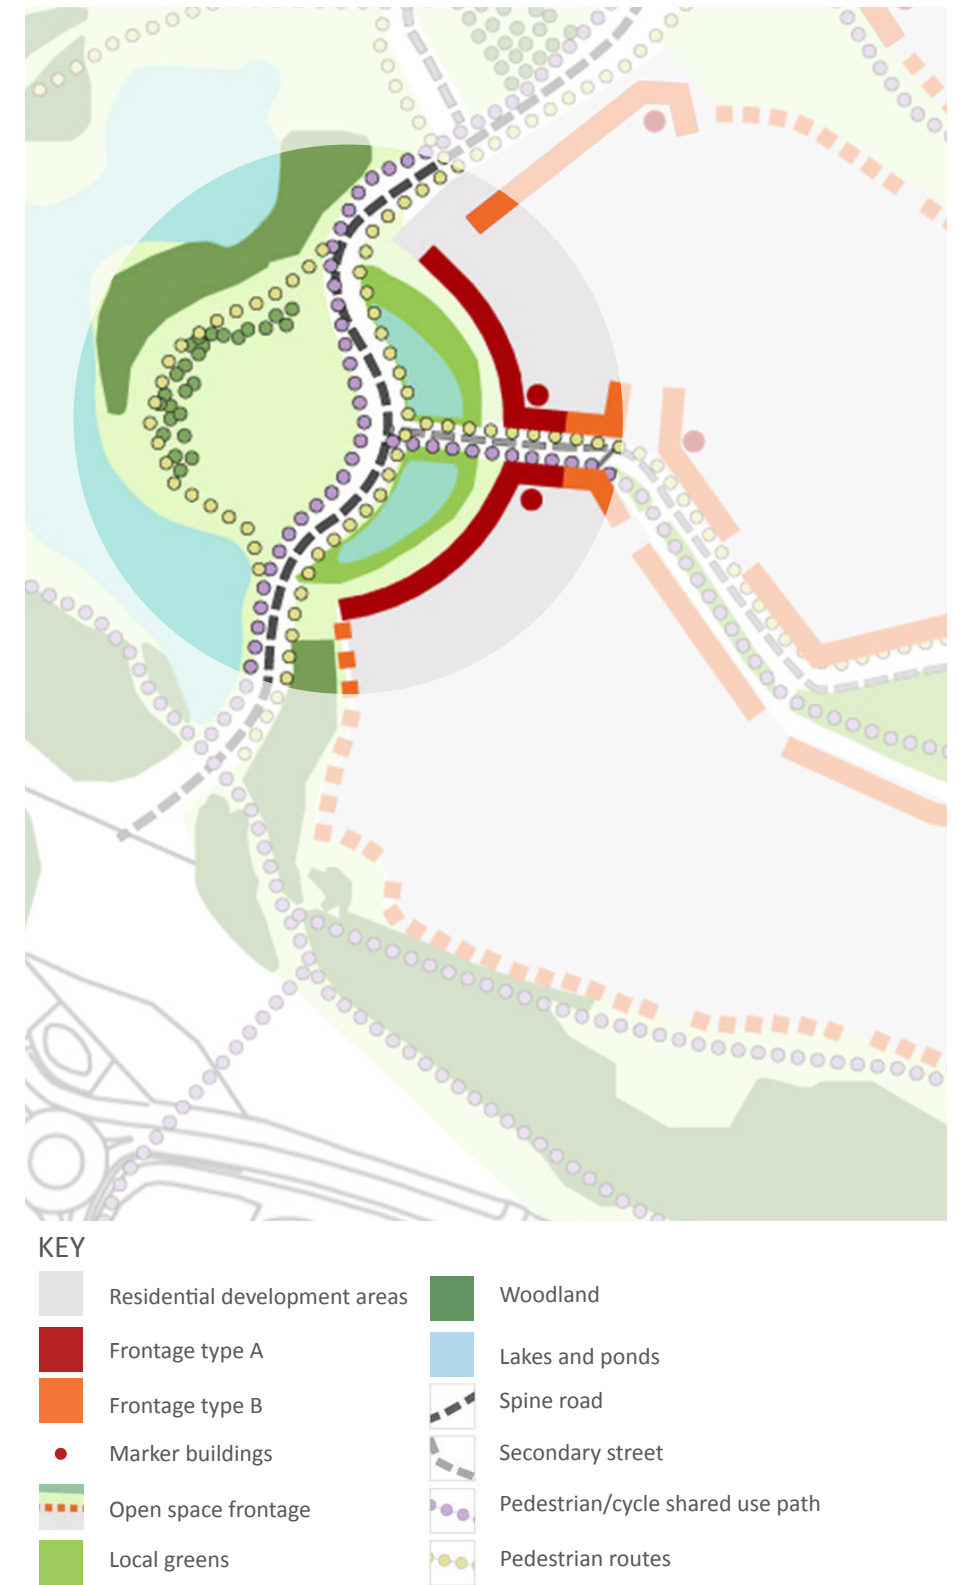 KEY
Residential development areas
Frontage type A
Frontage type B
Marker buildings
Open space frontage
Local greens
Woodland
Lakes and ponds
Spine road
Secondary street
Pedestrian/cycle shared use path
Pedestrian routes